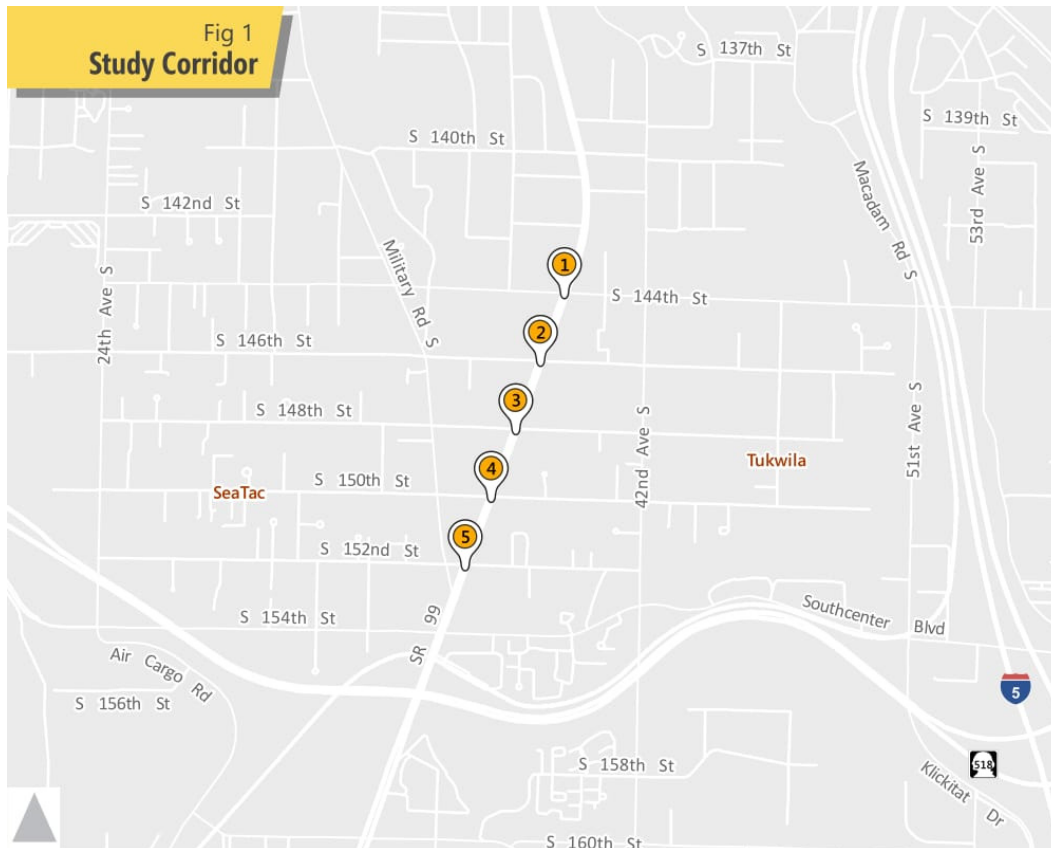 Fig 1
Study Corridor
S 137th St
S 139th St
S 140th St
53rd Ave S
Macadam Rd S
S 142nd St
Military Rd S
24th Ave S
1
S 144th St
2
S 146th St
3
S 148th St
42nd Ave S
51st Ave S
Tukwila
4
S 150th St
SeaTac
5
S 152nd St
SR 99
S 154th St
Southcenter Blvd
Air Cargo Rd
S 156th St
5
518
S 158th St
Klickitat Dr
S 160th St